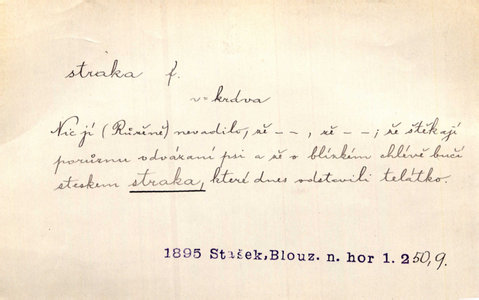 straka f.
v = krdva
Nic jí (Růženě) nevadilo, že – – , že – – ; že štěkají
porůznu odvázaní psi a že v blízkém chlévě bučí
steskem straka, které dnes odstavili telátko.
1895 Stašek, Blouz. n. hor 1. 250, 9.